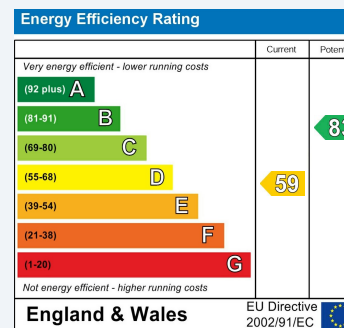 Energy Efficiency Rating
Current Poten
Very energy efficient - lower running costs
(92 plus) A
(81-91) B
(69-80) C
(55-68) D
(39-54) E
(21-38) F
(1-20) G
59
83
Not energy efficient - higher running costs
England & Wales
EU Directive
2002/91/EC